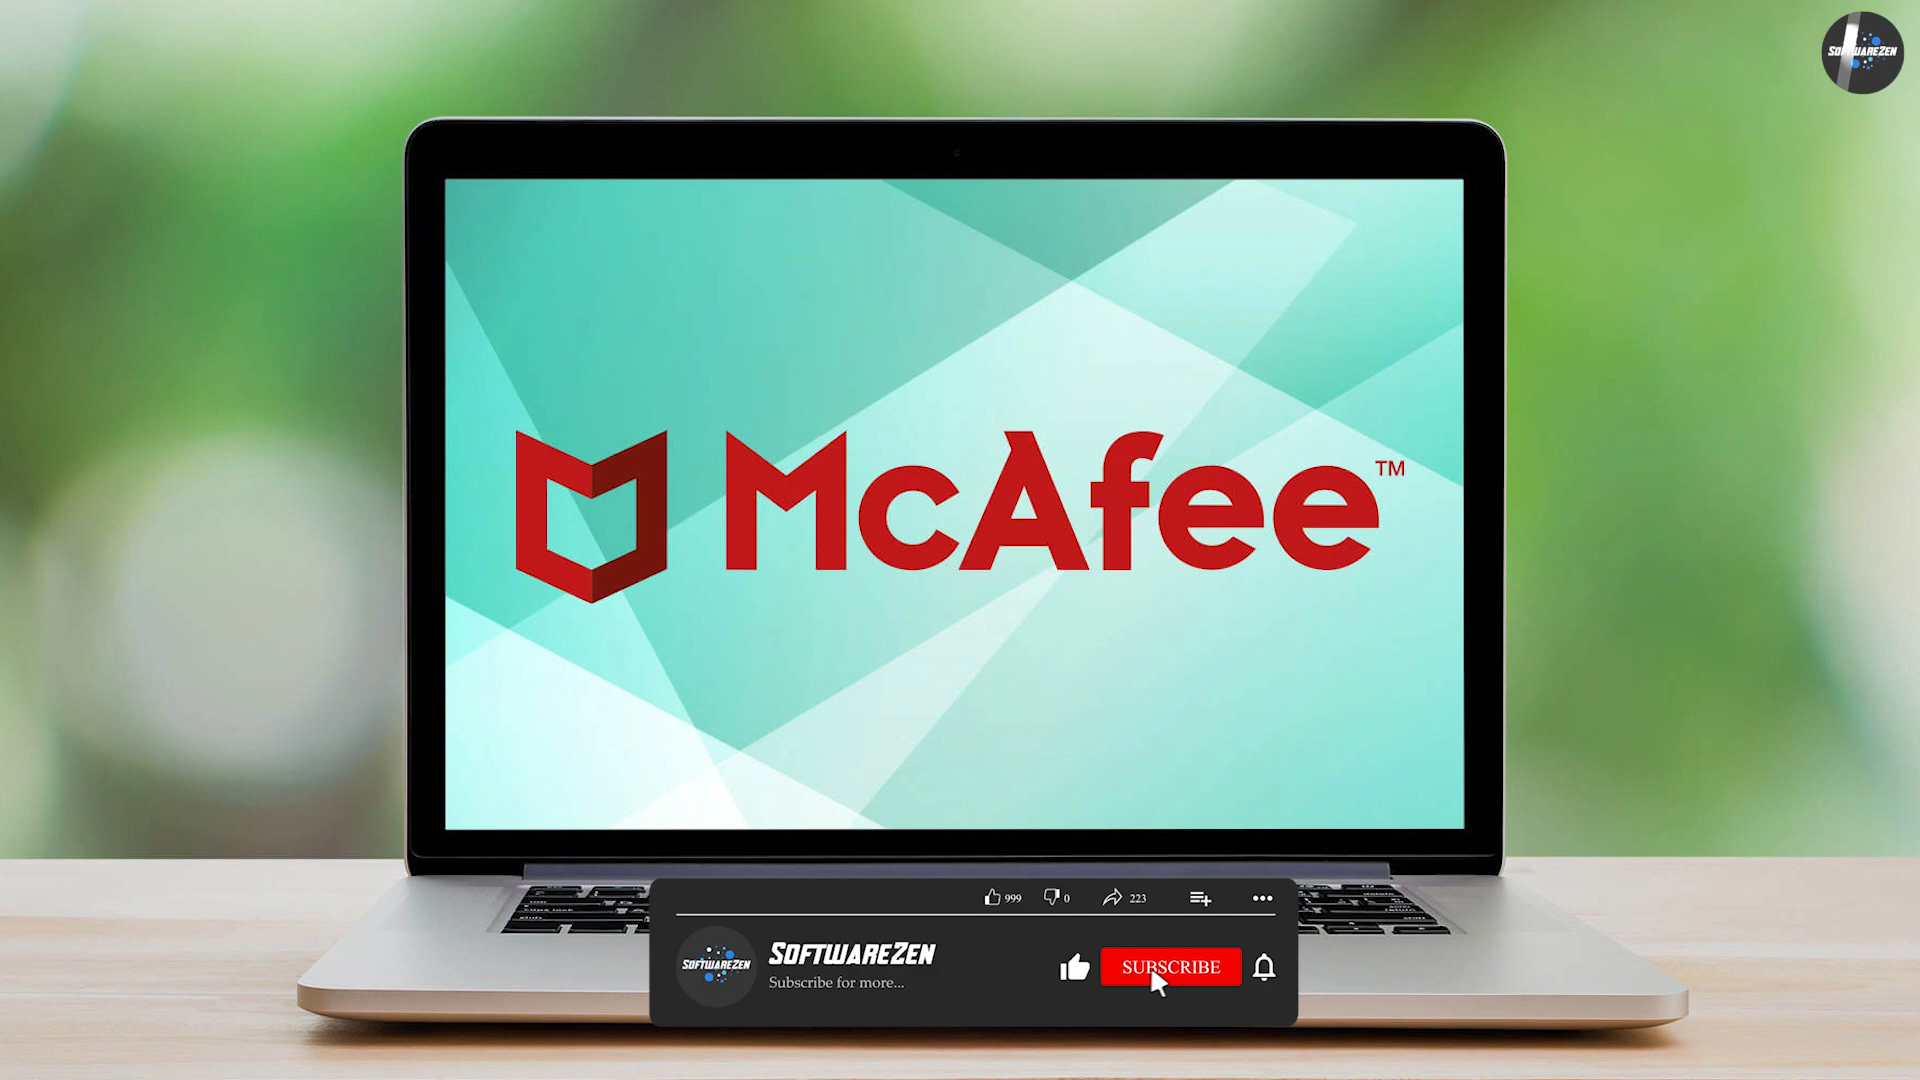 SOFTWAREZEN
McAfee™
999 0 223
SOFTWAREZEN
SOFTWAREZEN
Subscribe for more...
SUBSCRIBE